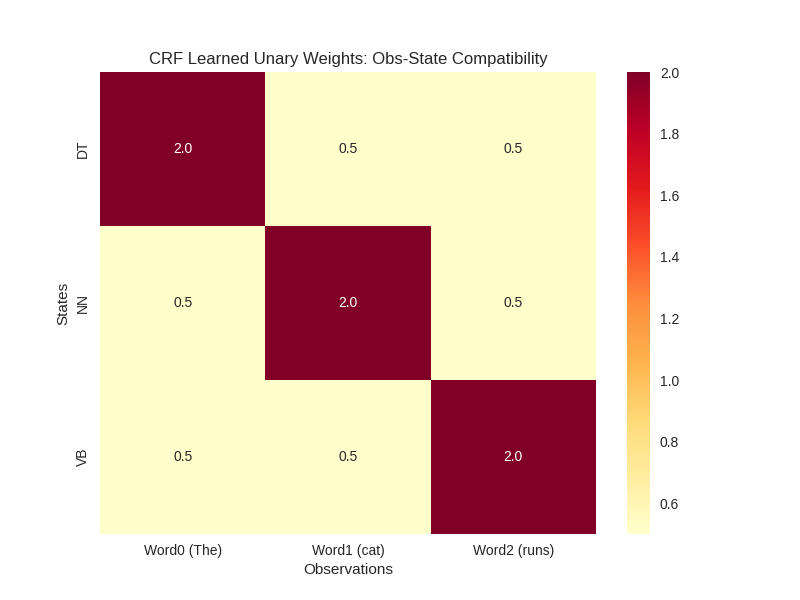 CRF Learned Unary Weights: Obs-State Compatibility
States
DT
2.0
0.5
0.5
NN
0.5
2.0
0.5
VB
0.5
0.5
2.0
Word0 (The)
Word1 (cat)
Word2 (runs)
Observations
2.0
1.8
1.6
1.4
1.2
1.0
0.8
0.6